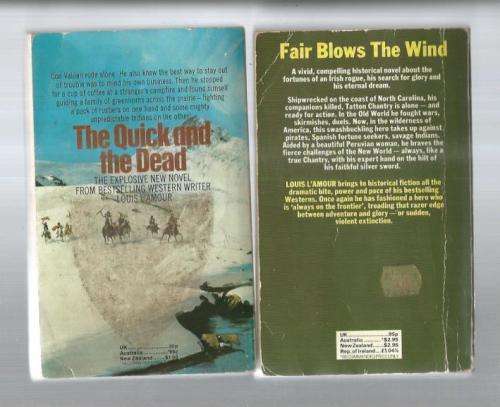 Con Vallian rode alone. He also knew the best way to stay out
of trouble was to mind his own business. Then he stopped
for a cup of coffee at a stranger's campfire and found himself
guiding a family of greenhorns across the prairie – fighting
a pack of rustlers on one hand and some mighty
unpredictable Indians on the other.
The Quick and
the Dead
THE EXPLOSIVE NEW NOVEL
FROM BESTSELLING WESTERN WRITER
LOUIS L'AMOUR
UK
Australia
New Zealand
Fair Blows The Wind
A vivid, compelling historical novel about the
fortunes of an Irish rogue, his search for glory and
his eternal dream.
Shipwrecked on the coast of North Carolina, his
companions killed, Tatton Chantry is alone – and
ready for action. In the Old World he fought wars,
skirmishes, duels. Now, in the wilderness of
America, this swashbuckling hero takes up against
pirates, Spanish fortune seekers, savage Indians.
Aided by a beautiful Peruvian woman, he braves the
fierce challenges of the New World – always, like a
true Chantry, with his expert hand on the hilt of
his faithful silver sword.
LOUIS L'AMOUR brings to historical fiction all the
dramatic bite, power and pace of his bestselling
Westerns. Once again he has fashioned a hero who
is 'always on the frontier', treading that razor edge
between adventure and glory – or sudden,
violent extinction.
UK 95p
Australia *$2.95
New Zealand $2.95
Rep. of Ireland £1.04½
*RECOMMENDED PRICE ONLY